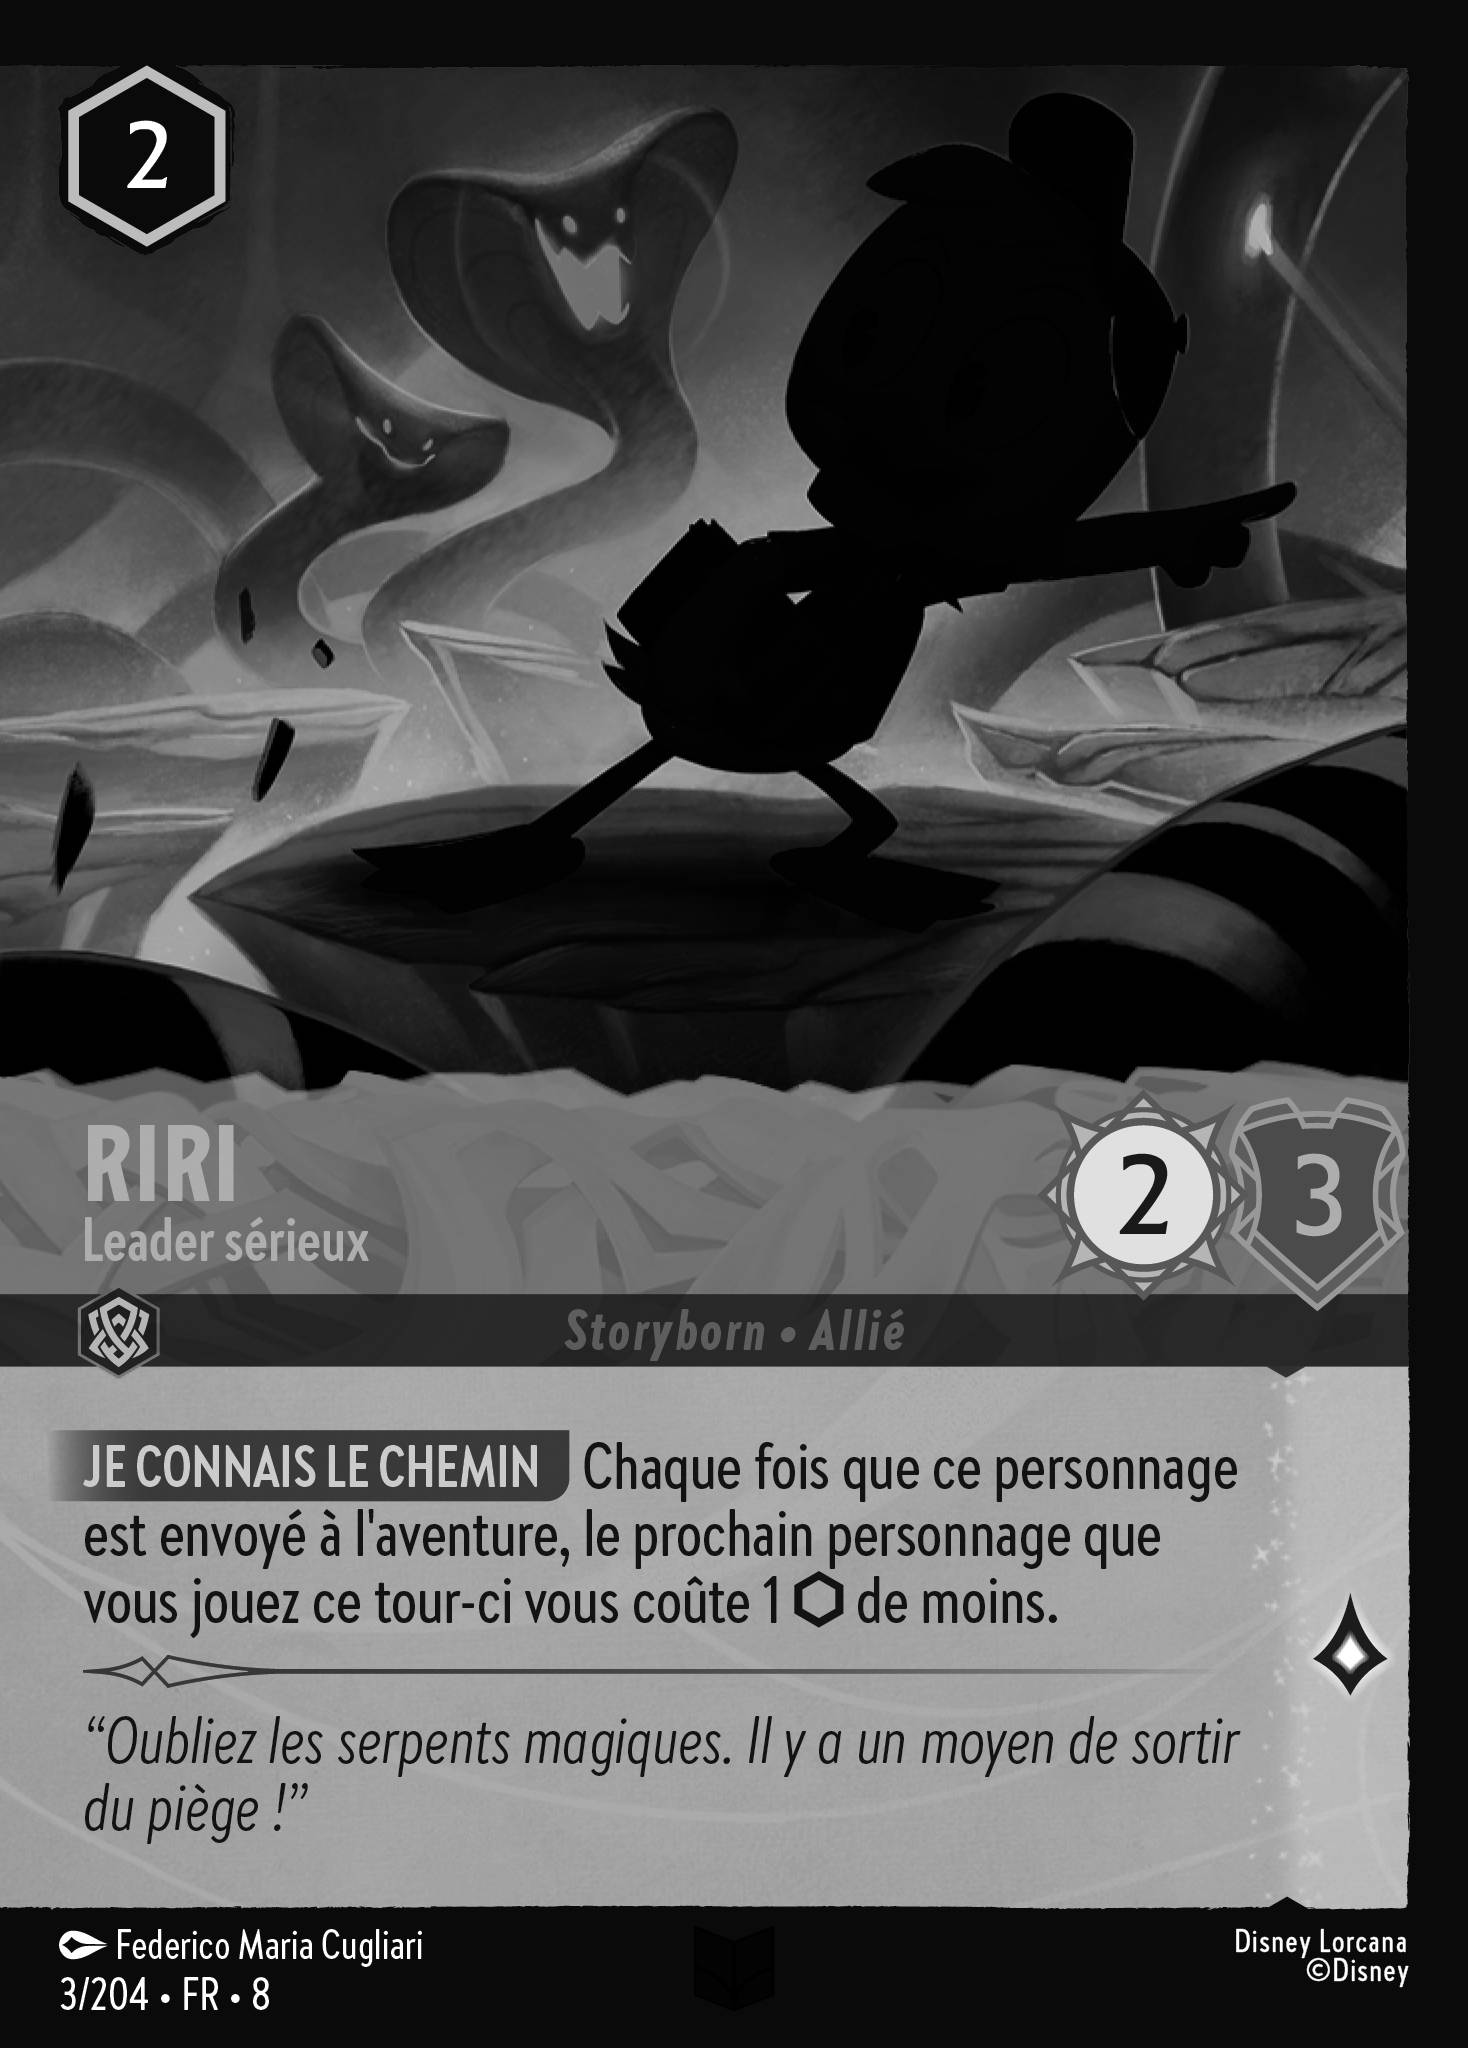 2
RIRI
Leader sérieux
2 3
Storyborn • Allié
JE CONNAIS LE CHEMIN Chaque fois que ce personnage
est envoyé à l'aventure, le prochain personnage que
vous jouez ce tour-ci vous coûte 1 ⬡ de moins.
“Oubliez les serpents magiques. Il y a un moyen de sortir
du piège !”
Federico Maria Cugliari
3/204 • FR • 8
Disney Lorcana
©Disney